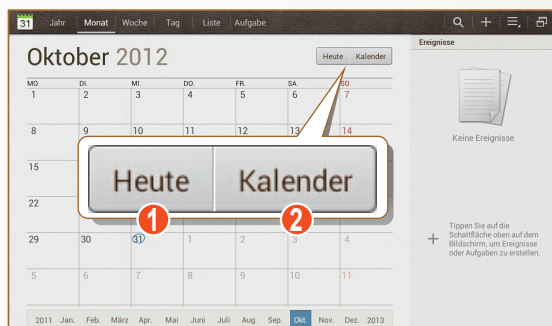 31 Jahr Monat Woche Tag Liste Aufgabe
Oktober 2012
Heute Kalender
Ereignisse
MO. DI. MI. DO. FR. SA. SO.
1 2 3 4 5 6 7
8 9 10 11 12 13 14
Keine Ereignisse
15
Heute Kalender
1 2
22
29 30 31 1 2 3 4
Tippen Sie auf die
Schaltfläche oben auf dem
Bildschirm, um Ereignisse
oder Aufgaben zu erstellen.
5 6 7 8 9 10 11
2011 Jan. Feb. März Apr. Mai Juni Juli Aug. Sep. Okt. Nov. Dez. 2013